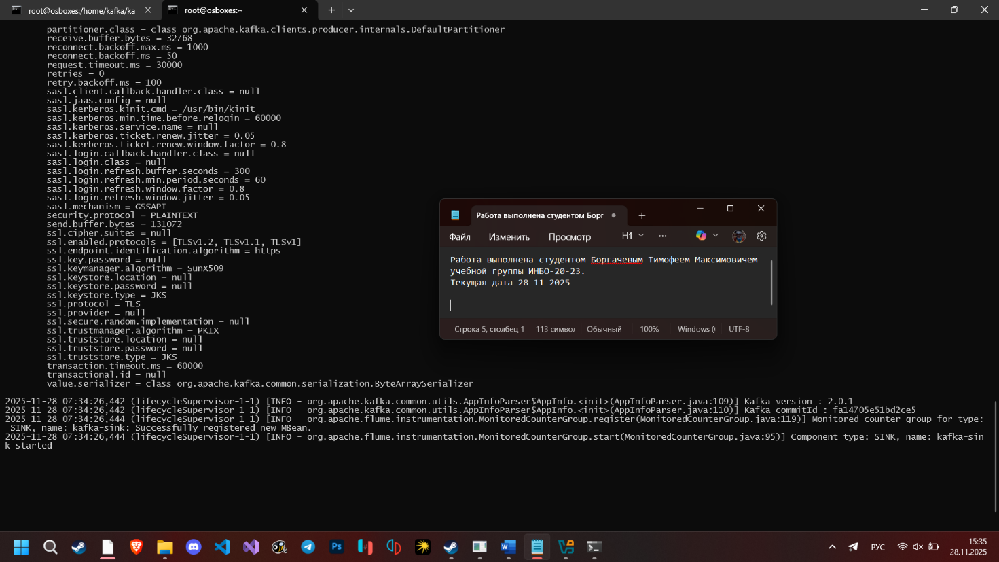 root@osboxes:/home/kafka/ka
root@osboxes:~
partitioner.class = class org.apache.kafka.clients.producer.internals.DefaultPartitioner
receive.buffer.bytes = 32768
reconnect.backoff.max.ms = 1000
reconnect.backoff.ms = 50
request.timeout.ms = 30000
retries = 0
retry.backoff.ms = 100
sasl.client.callback.handler.class = null
sasl.jaas.config = null
sasl.kerberos.kinit.cmd = /usr/bin/kinit
sasl.kerberos.min.time.before.relogin = 60000
sasl.kerberos.service.name = null
sasl.kerberos.ticket.renew.jitter = 0.05
sasl.kerberos.ticket.renew.window.factor = 0.8
sasl.login.callback.handler.class = null
sasl.login.class = null
sasl.login.refresh.buffer.seconds = 300
sasl.login.refresh.min.period.seconds = 60
sasl.login.refresh.window.factor = 0.8
sasl.login.refresh.window.jitter = 0.05
sasl.mechanism = GSSAPI
security.protocol = PLAINTEXT
send.buffer.bytes = 131072
ssl.cipher.suites = null
ssl.enabled.protocols = [TLSv1.2, TLSv1.1, TLSv1]
ssl.endpoint.identification.algorithm = https
ssl.key.password = null
ssl.keymanager.algorithm = SunX509
ssl.keystore.location = null
ssl.keystore.password = null
ssl.keystore.type = JKS
ssl.protocol = TLS
ssl.provider = null
ssl.secure.random.implementation = null
ssl.trustmanager.algorithm = PKIX
ssl.truststore.location = null
ssl.truststore.password = null
ssl.truststore.type = JKS
transaction.timeout.ms = 60000
transactional.id = null
value.serializer = class org.apache.kafka.common.serialization.ByteArraySerializer
2025-11-28 07:34:26,442 (lifecycleSupervisor-1-1) [INFO - org.apache.kafka.common.utils.AppInfoParser$AppInfo.<init>(AppInfoParser.java:109)] Kafka version : 2.0.1
2025-11-28 07:34:26,442 (lifecycleSupervisor-1-1) [INFO - org.apache.kafka.common.utils.AppInfoParser$AppInfo.<init>(AppInfoParser.java:110)] Kafka commitId : fa14705e51bd2ce5
2025-11-28 07:34:26,444 (lifecycleSupervisor-1-1) [INFO - org.apache.flume.instrumentation.MonitoredCounterGroup.register(MonitoredCounterGroup.java:119)] Monitored counter group for type:
SINK, name: kafka-sink: Successfully registered new MBean.
2025-11-28 07:34:26,444 (lifecycleSupervisor-1-1) [INFO - org.apache.flume.instrumentation.MonitoredCounterGroup.start(MonitoredCounterGroup.java:95)] Component type: SINK, name: kafka-sin
k started
Работа выполнена студентом Борг
Файл Изменить Просмотр H1 ...
Работа выполнена студентом Боргачевым Тимофеем Максимовичем
учебной группы ИНБО-20-23.
Текущая дата 28-11-2025
Строка 5, столбец 1 113 символ Обычный 100% Windows ( UTF-8
Ps
РУС
15:35
28.11.2025